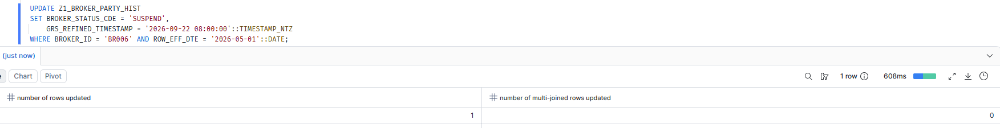 UPDATE Z1_BROKER_PARTY_HIST
SET BROKER_STATUS_CDE = 'SUSPEND',
    GRS_REFINED_TIMESTAMP = '2026-09-22 08:00:00'::TIMESTAMP_NTZ
WHERE BROKER_ID = 'BR006' AND ROW_EFF_DTE = '2026-05-01'::DATE;
(just now)
e Chart Pivot 1 row 608ms
number of rows updated number of multi-joined rows updated
1 0